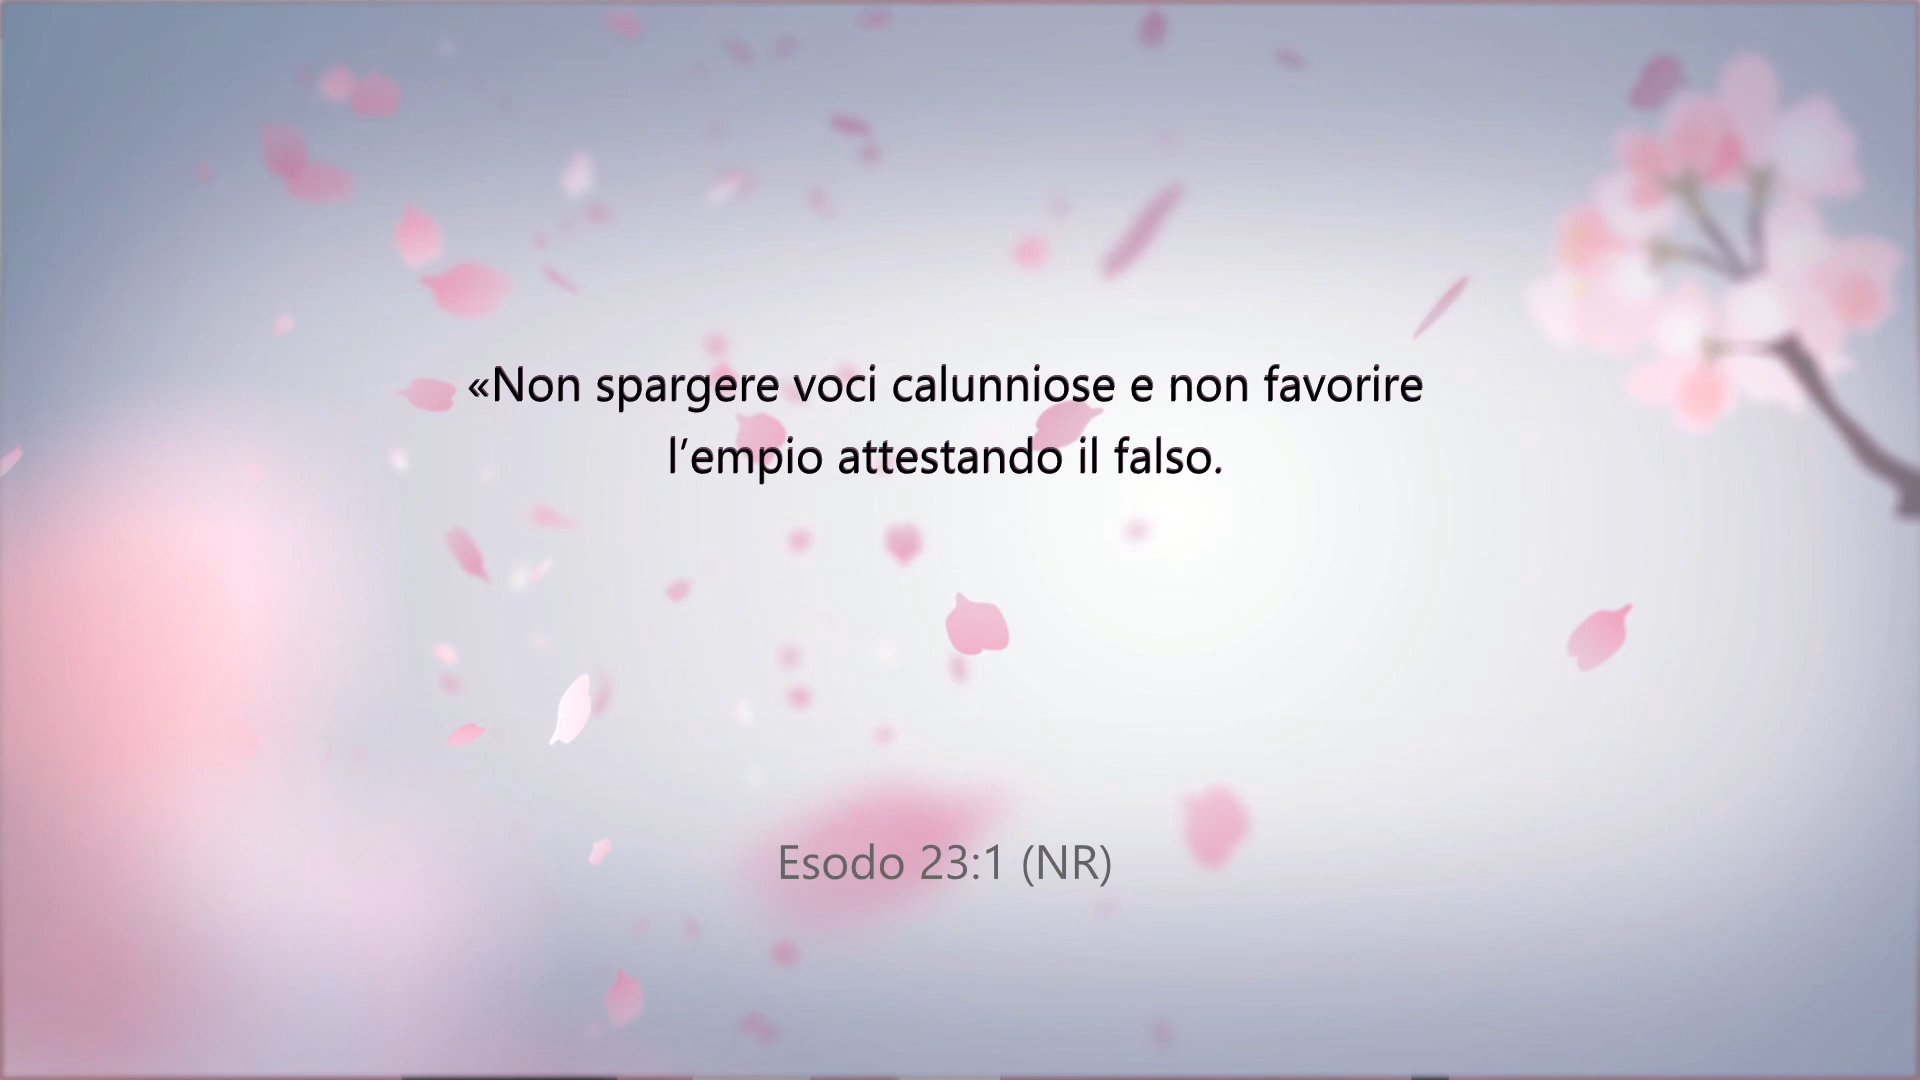 «Non spargere voci calunniose e non favorire
l’empio attestando il falso.
Esodo 23:1 (NR)